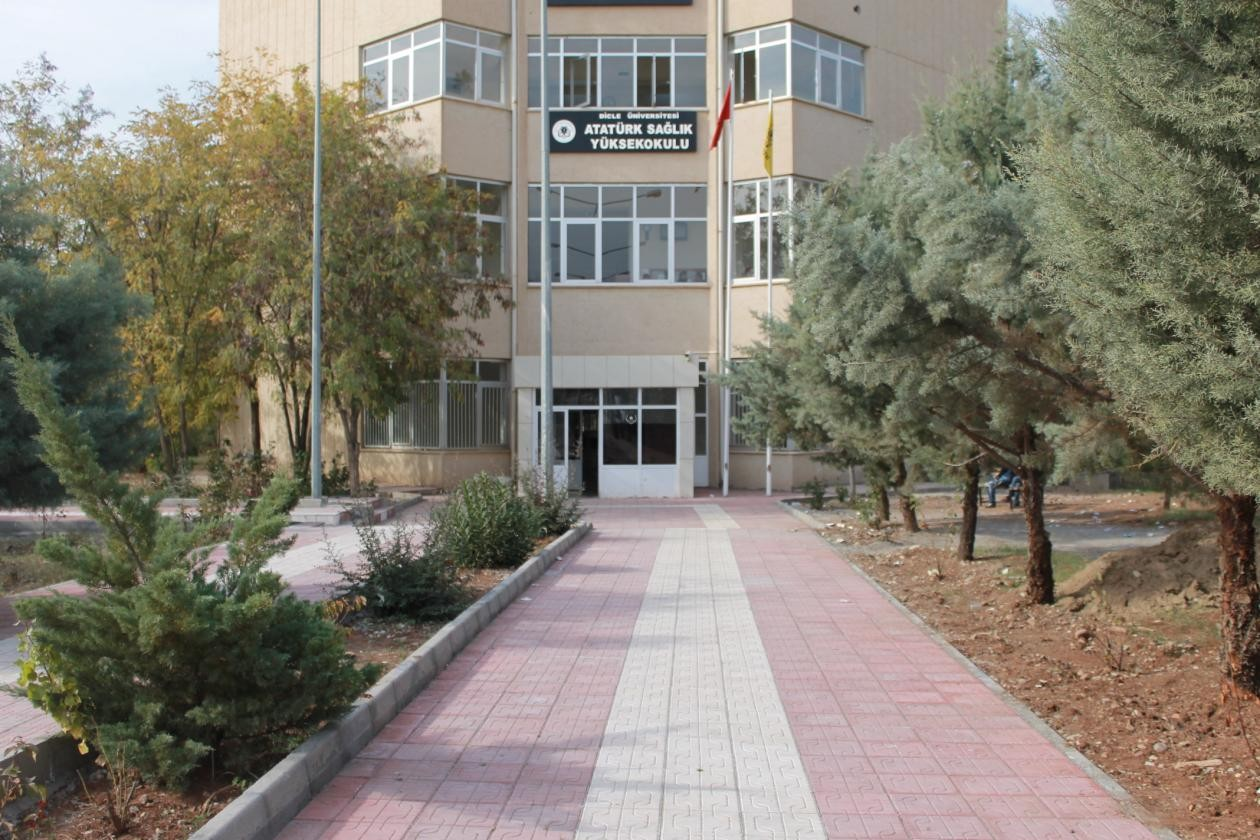 DİCLE ÜNİVERSİTESİ
ATATÜRK SAĞLIK
YÜKSEKOKULU